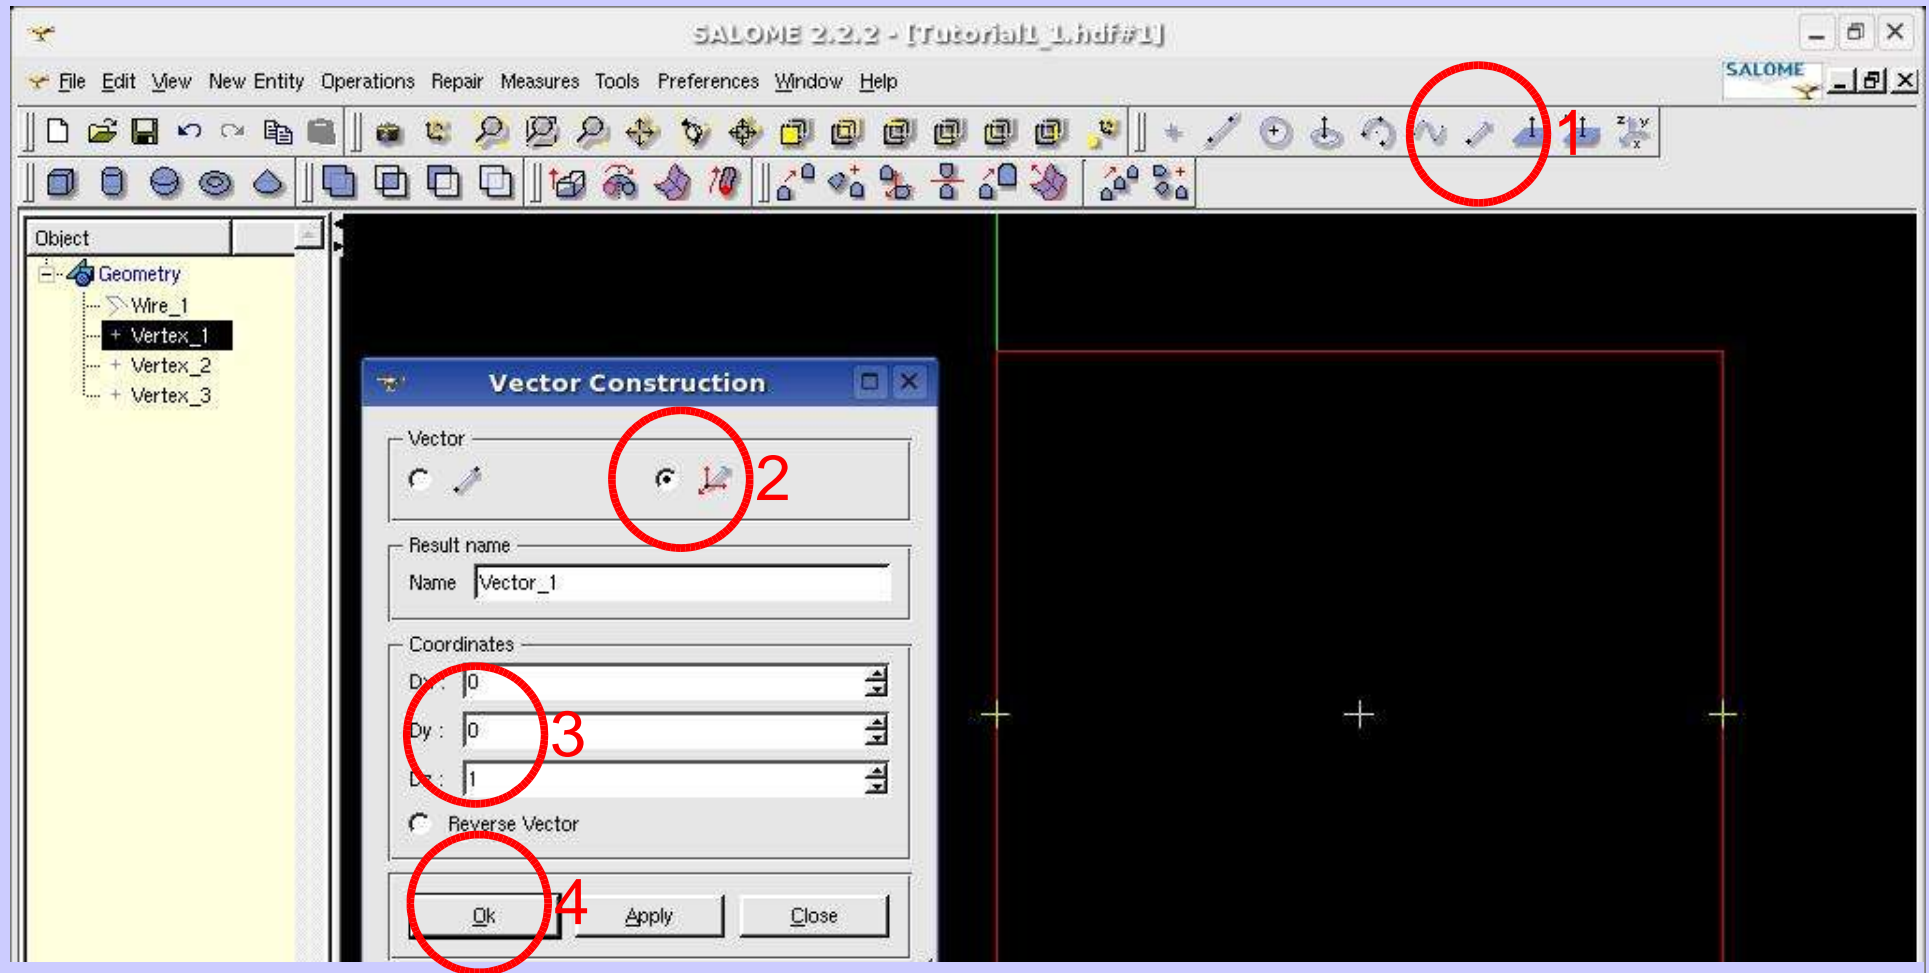 SALOME 2.2.2 - [Tutorial1_1.hdf#1]
File Edit View New Entity Operations Repair Measures Tools Preferences Window Help
SALOME
1
z y
x
Object
Geometry
Wire_1
Vertex_1
Vertex_2
Vertex_3
Vector Construction
Vector
2
Result name
Name Vector_1
Coordinates
Dx : 0
Dy : 0
3
Dz : 1
Reverse Vector
Ok
4
Apply
Close